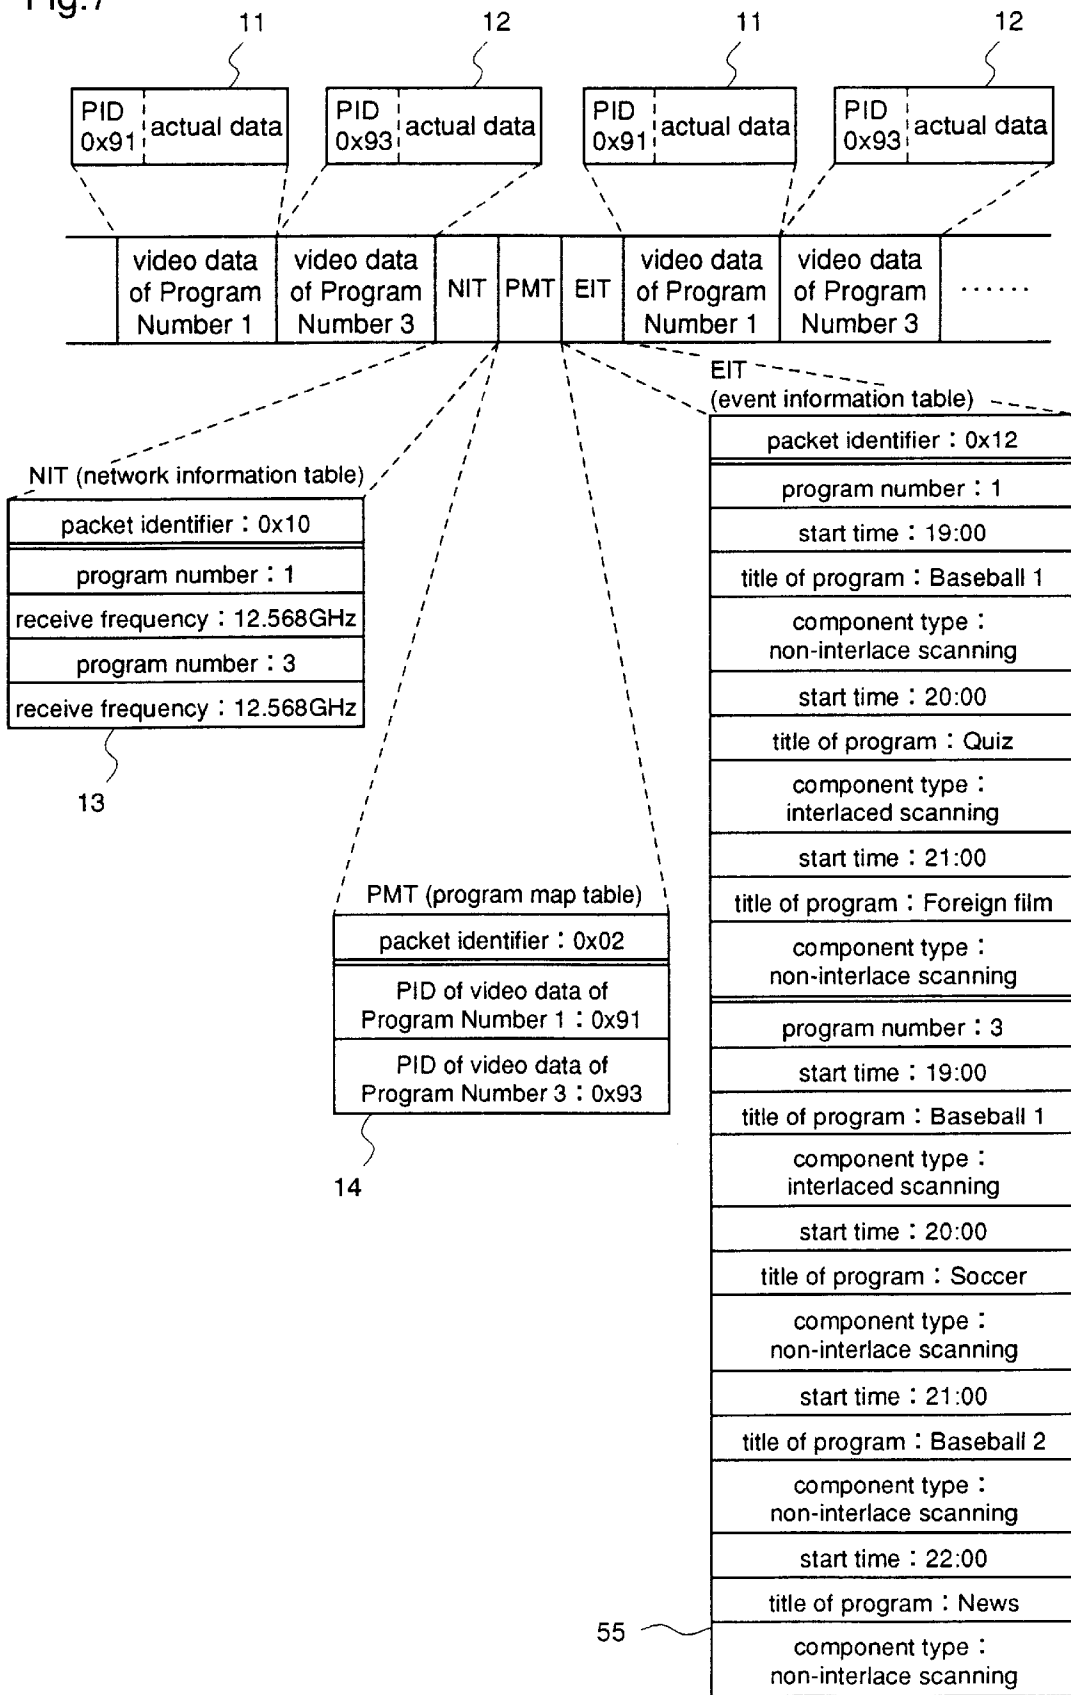 Fig.7
11
12
11
12
PID
0x91
actual data
PID
0x93
actual data
PID
0x91
actual data
PID
0x93
actual data
video data
of Program
Number 1
video data
of Program
Number 3
NIT
PMT
EIT
video data
of Program
Number 1
video data
of Program
Number 3
......
NIT (network information table)
packet identifier : 0x10
program number : 1
receive frequency : 12.568GHz
program number : 3
receive frequency : 12.568GHz
13
PMT (program map table)
packet identifier : 0x02
PID of video data of
Program Number 1 : 0x91
PID of video data of
Program Number 3 : 0x93
14
EIT
(event information table)
packet identifier : 0x12
program number : 1
start time : 19:00
title of program : Baseball 1
component type :
non-interlace scanning
start time : 20:00
title of program : Quiz
component type :
interlaced scanning
start time : 21:00
title of program : Foreign film
component type :
non-interlace scanning
program number : 3
start time : 19:00
title of program : Baseball 1
component type :
interlaced scanning
start time : 20:00
title of program : Soccer
component type :
non-interlace scanning
start time : 21:00
title of program : Baseball 2
component type :
non-interlace scanning
start time : 22:00
title of program : News
component type :
non-interlace scanning
55